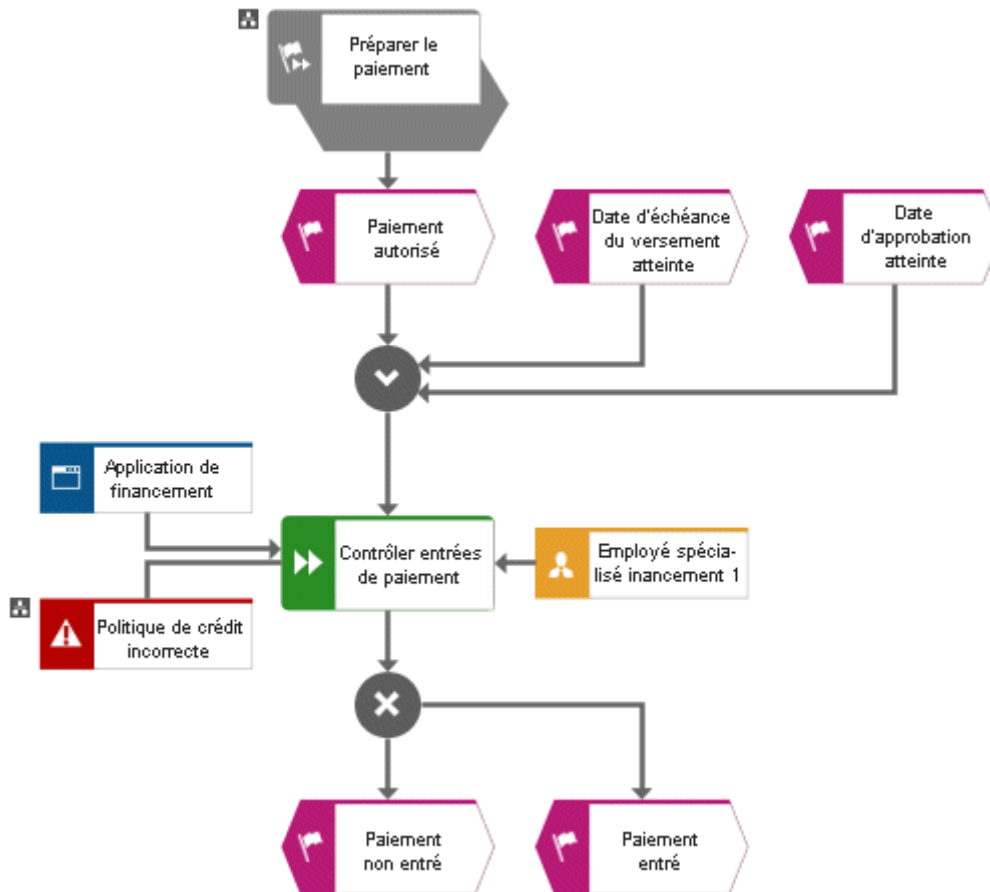 Préparer le
paiement
Paiement
autorisé
Date d'échéance
du versement
atteinte
Date
d'approbation
atteinte
Application de
financement
Contrôler entrées
de paiement
Employé spécia-
lisé inancement 1
Politique de crédit
incorrecte
Paiement
non entré
Paiement
entré